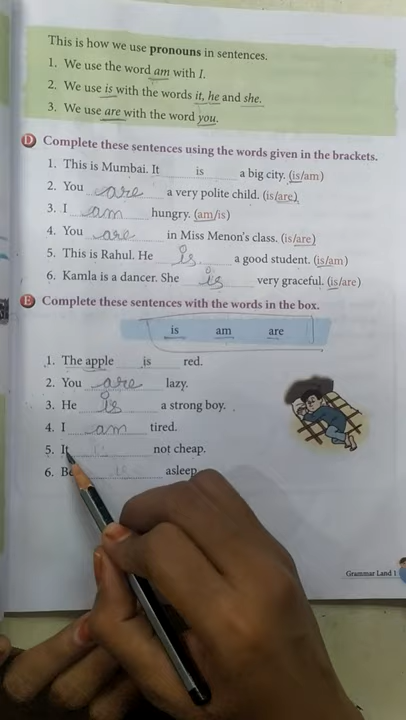 This is how we use pronouns in sentences.
1. We use the word am with I.
2. We use is with the words it, he and she.
3. We use are with the word you.
D Complete these sentences using the words given in the brackets.
1. This is Mumbai. It is a big city. (is/am)
2. You are a very polite child. (is/are)
3. I am hungry. (am/is)
4. You are in Miss Menon's class. (is/are)
5. This is Rahul. He is a good student. (is/am)
6. Kamla is a dancer. She is very graceful. (is/are)
E Complete these sentences with the words in the box.
is am are
1. The apple is red.
2. You are lazy.
3. He is a strong boy.
4. I am tired.
5. It not cheap.
6. asleep.
Grammar Land 1